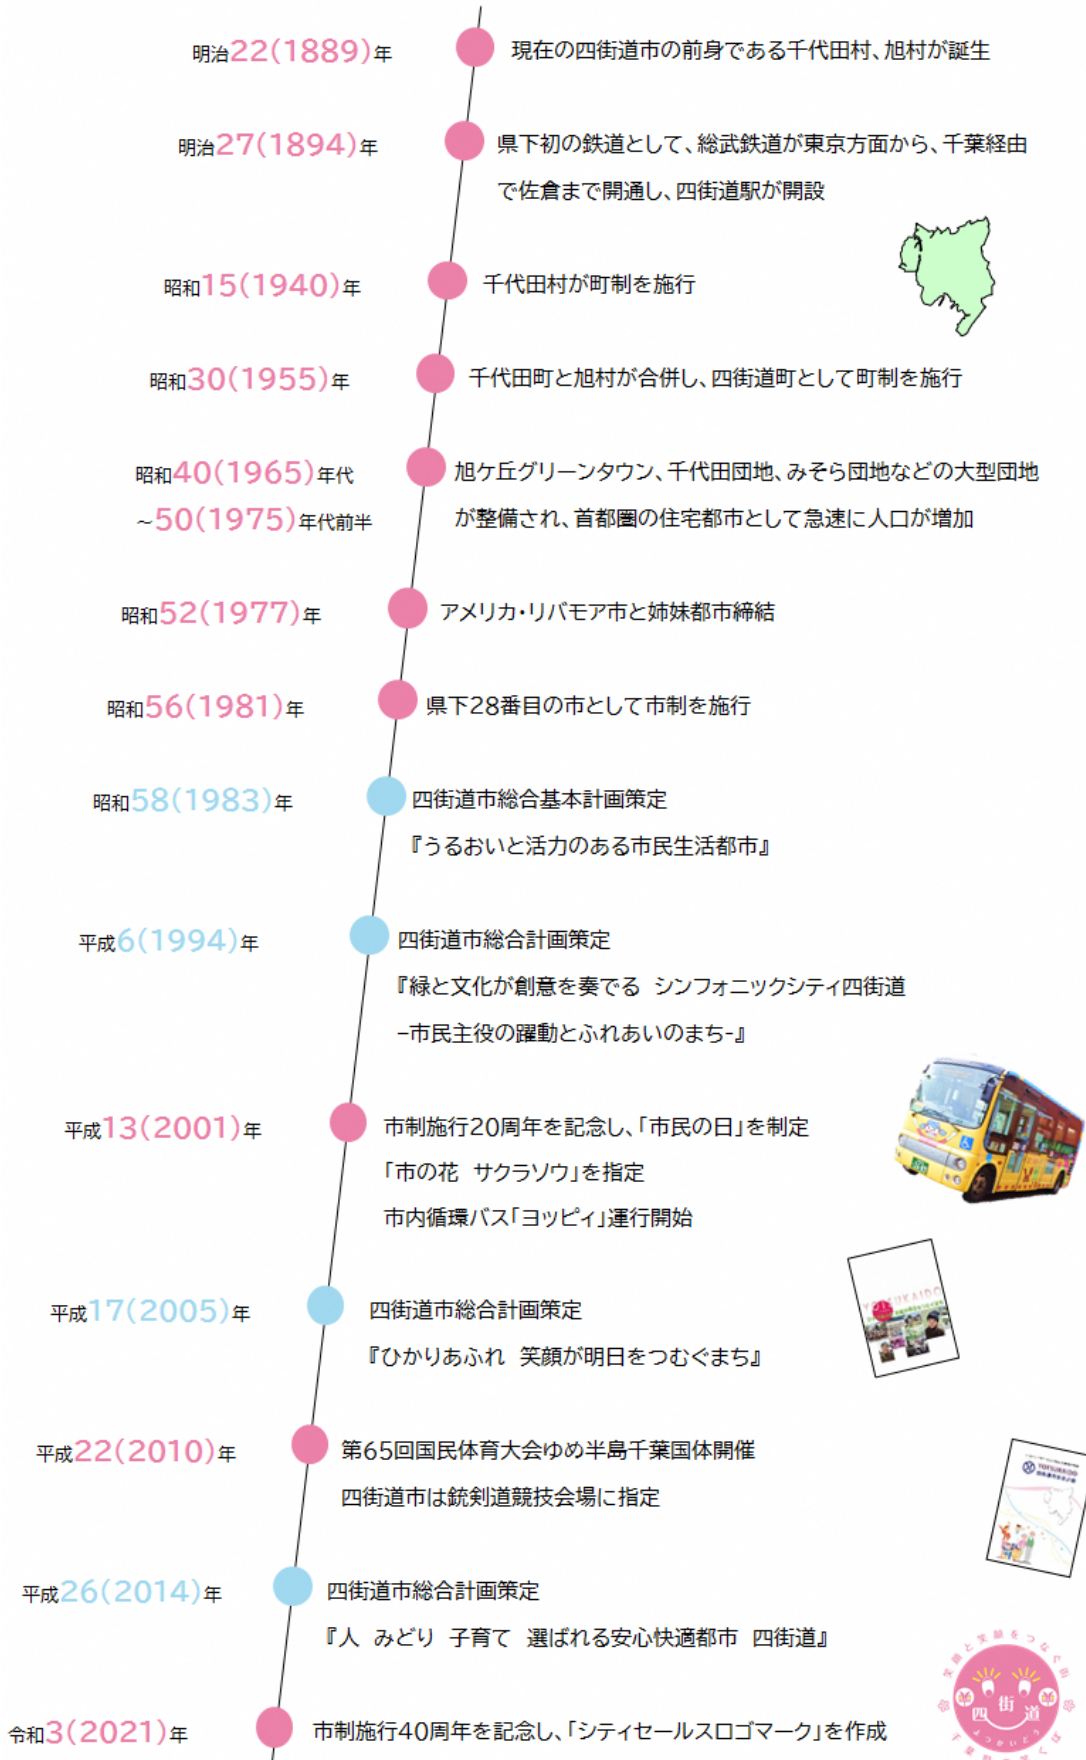 明治22(1889)年 現在の四街道市の前身である千代田村、旭村が誕生
明治27(1894)年 県下初の鉄道として、総武鉄道が東京方面から、千葉経由
で佐倉まで開通し、四街道駅が開設
昭和15(1940)年 千代田村が町制を施行
昭和30(1955)年 千代田町と旭村が合併し、四街道町として町制を施行
昭和40(1965)年代 旭ケ丘グリーンタウン、千代田団地、みそら団地などの大型団地
～50(1975)年代前半 が整備され、首都圏の住宅都市として急速に人口が増加
昭和52(1977)年 アメリカ・リバモア市と姉妹都市締結
昭和56(1981)年 県下28番目の市として市制を施行
昭和58(1983)年 四街道市総合基本計画策定
『うるおいと活力のある市民生活都市』
平成6(1994)年 四街道市総合計画策定
『緑と文化が創意を奏でる　シンフォニックシティ四街道
−市民主役の躍動とふれあいのまち-』
平成13(2001)年 市制施行20周年を記念し、「市民の日」を制定
「市の花　サクラソウ」を指定
市内循環バス「ヨッピィ」運行開始
平成17(2005)年 四街道市総合計画策定
『ひかりあふれ　笑顔が明日をつむぐまち』
YOTSUKAIDO
平成22(2010)年 第65回国民体育大会ゆめ半島千葉国体開催
四街道市は銃剣道競技会場に指定
平成26(2014)年 四街道市総合計画策定
『人　みどり　子育て　選ばれる安心快適都市　四街道』
笑顔と笑顔をつなぐ街
四街道
よつかいどう
令和3(2021)年 市制施行40周年を記念し、「シティセールスロゴマーク」を作成